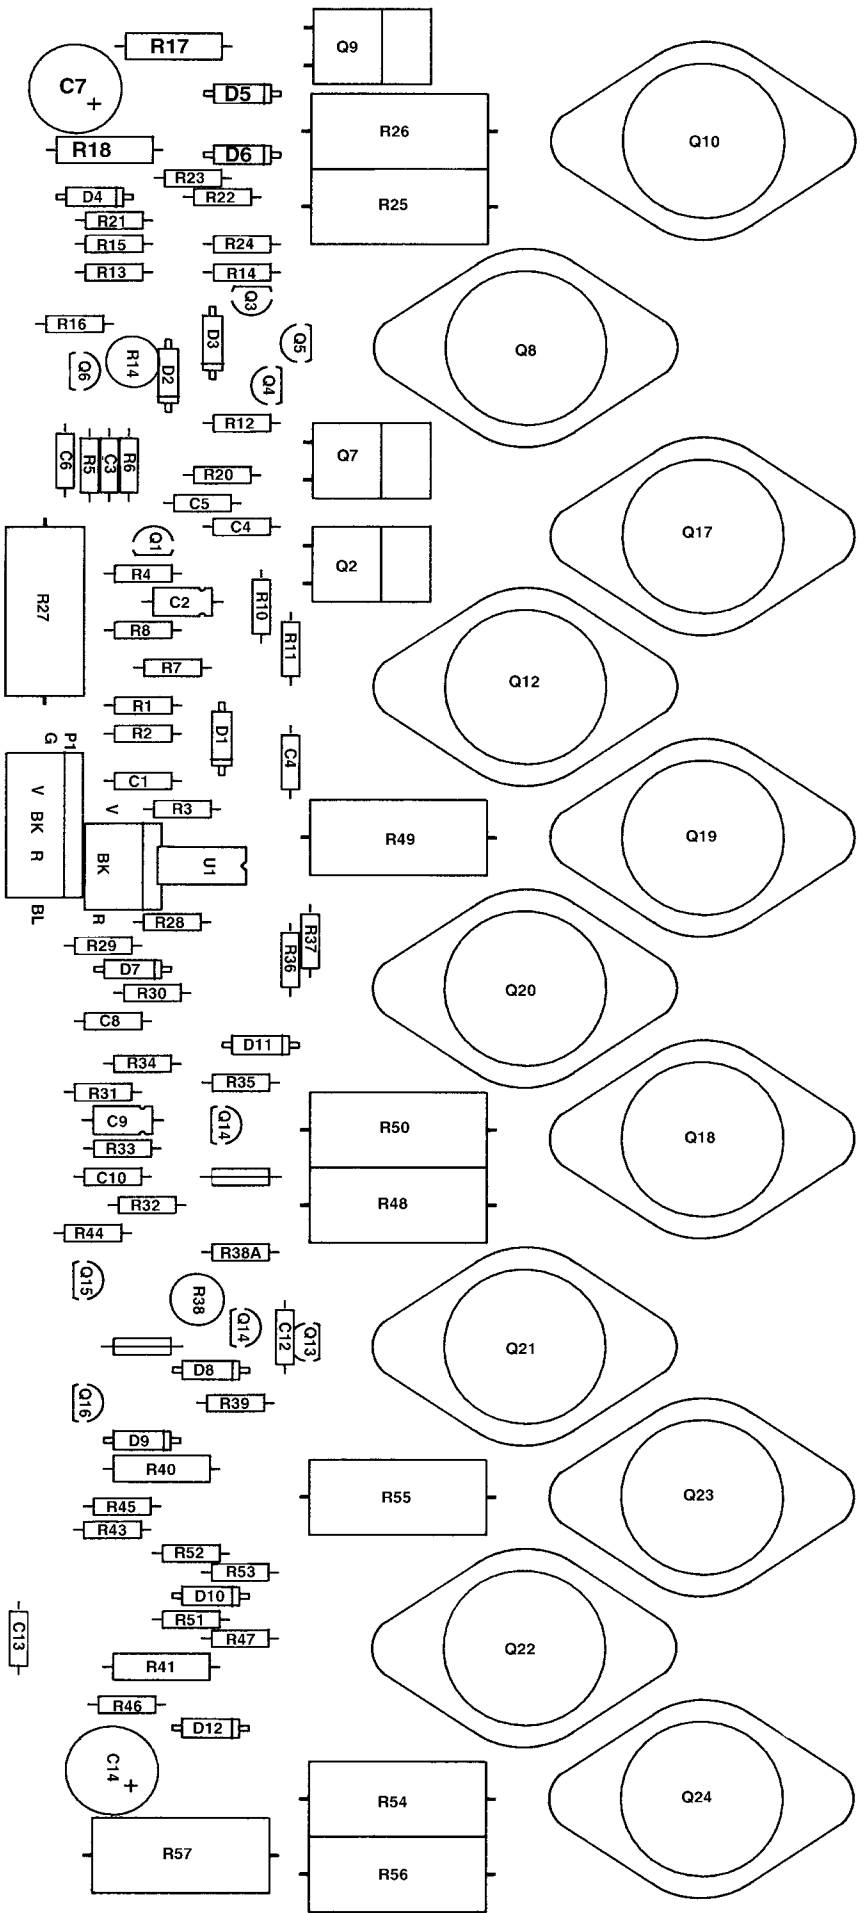 R17
Q9
C7
+
D5
R26
Q10
R18
D6
R23
D4
R22
R25
R21
R15
R24
R13
R14
Q3
R16
D3
Q5
R14
Q8
Q6
D2
Q4
R12
C6
R5
C3
R6
Q7
R20
C5
C4
Q17
Q1
R4
Q2
R27
C2
R10
R8
R11
R7
Q12
R1
R2
P1
G
D1
C4
C1
V
R3
V
BK
R
R49
Q19
BK
U1
BL
R
R28
R37
R29
R36
D7
R30
Q20
C8
D11
R34
R35
R31
C9
Q14
R50
Q18
R33
C10
R32
R48
R44
R38A
Q15
R38
Q14
C12
Q13
Q21
D8
Q16
R39
D9
R40
R55
Q23
R45
R43
R52
R53
D10
R51
C13
R47
Q22
R41
R46
D12
C14
+
R54
Q24
R57
R56